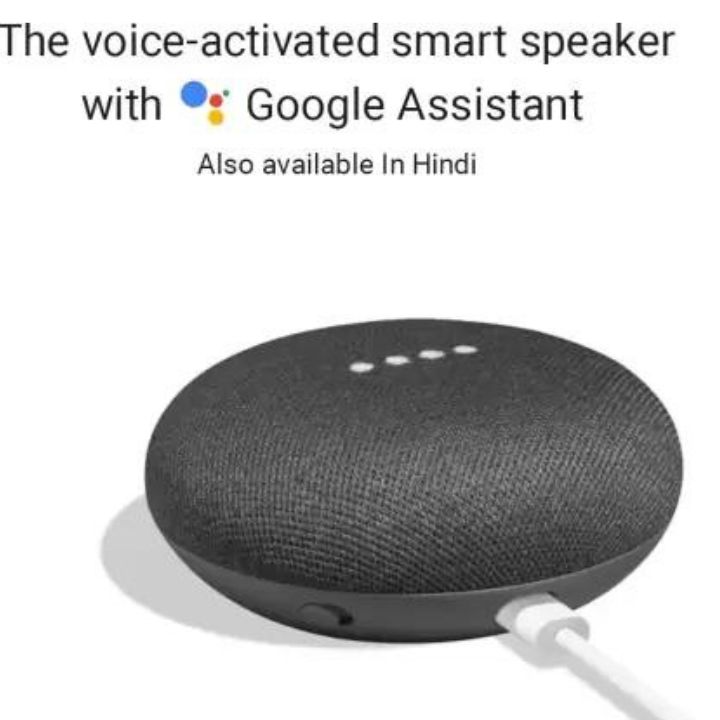 The voice-activated smart speaker
with Google Assistant
Also available In Hindi